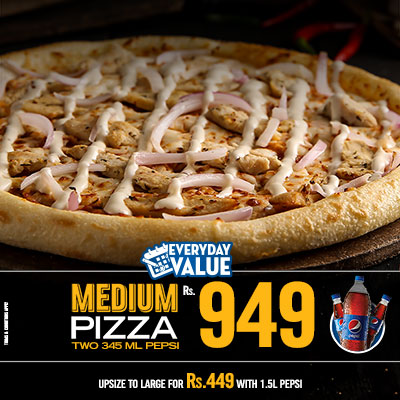 EVERYDAY
VALUE
MEDIUM
PIZZA
TWO 345 ML PEPSI
Rs. 949
UPSIZE TO LARGE FOR Rs.449 WITH 1.5L PEPSI